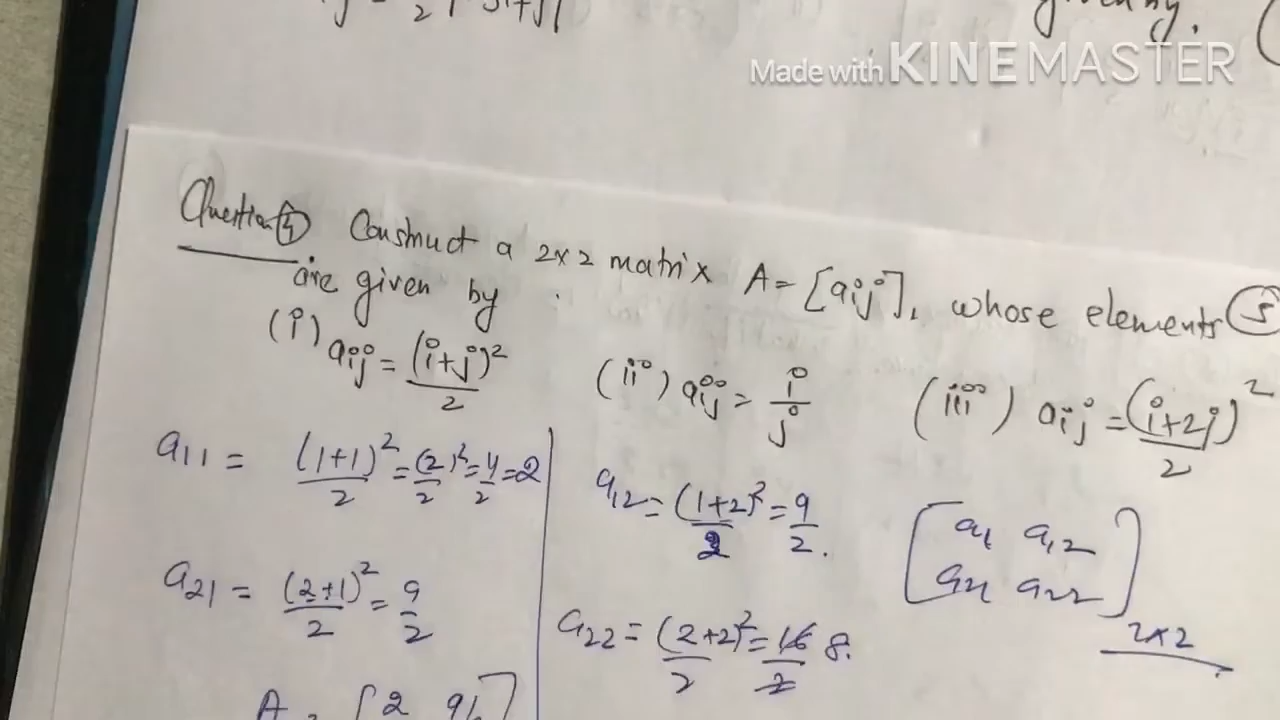 Made with KINEMASTER
Question 4 Construct a 2×2 matrix A = [aij], whose elements
are given by :
(i) aij = (i+j)²/2 (ii) aij = i/j (iii) aij = (i+2j)²/2
a11 = (1+1)²/2 = (2)²/2 = 4/2 = 2
a12 = (1+2)²/2 = 9/2.
[a1 a12
a21 a22]
2×2
a21 = (2+1)²/2 = 9/2
a22 = (2+2)²/2 = 16/2 8.
A = [2 9/2]